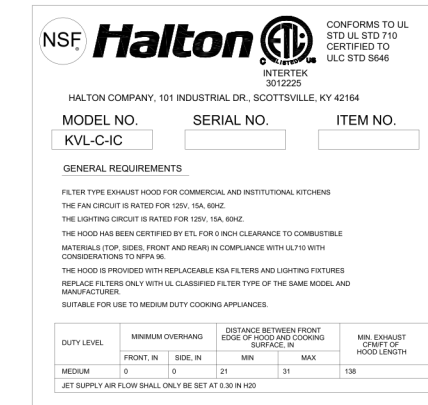 NSF® Halton ETL CONFORMS TO UL
STD UL STD 710
CERTIFIED TO
ULC STD S646
C LISTED US
INTERTEK
3012225
HALTON COMPANY, 101 INDUSTRIAL DR., SCOTTSVILLE, KY 42164
MODEL NO. SERIAL NO. ITEM NO.
KVL-C-IC
GENERAL REQUIREMENTS
FILTER TYPE EXHAUST HOOD FOR COMMERCIAL AND INSTITUTIONAL KITCHENS
THE FAN CIRCUIT IS RATED FOR 125V, 15A, 60HZ.
THE LIGHTING CIRCUIT IS RATED FOR 125V, 15A, 60HZ.
THE HOOD HAS BEEN CERTIFIED BY ETL FOR 0 INCH CLEARANCE TO COMBUSTIBLE
MATERIALS (TOP, SIDES, FRONT AND REAR) IN COMPLIANCE WITH UL710 WITH
CONSIDERATIONS TO NFPA 96.
THE HOOD IS PROVIDED WITH REPLACEABLE KSA FILTERS AND LIGHTING FIXTURES
REPLACE FILTERS ONLY WITH UL CLASSIFIED FILTER TYPE OF THE SAME MODEL AND
MANUFACTURER.
SUITABLE FOR USE TO MEDIUM DUTY COOKING APPLIANCES.
DUTY LEVEL
MINIMUM OVERHANG
DISTANCE BETWEEN FRONT
EDGE OF HOOD AND COOKING
SURFACE, IN
MIN. EXHAUST
CFM/FT OF
HOOD LENGTH
FRONT, IN SIDE, IN MIN MAX
MEDIUM 0 0 21 31 138
JET SUPPLY AIR FLOW SHALL ONLY BE SET AT 0.30 IN H20